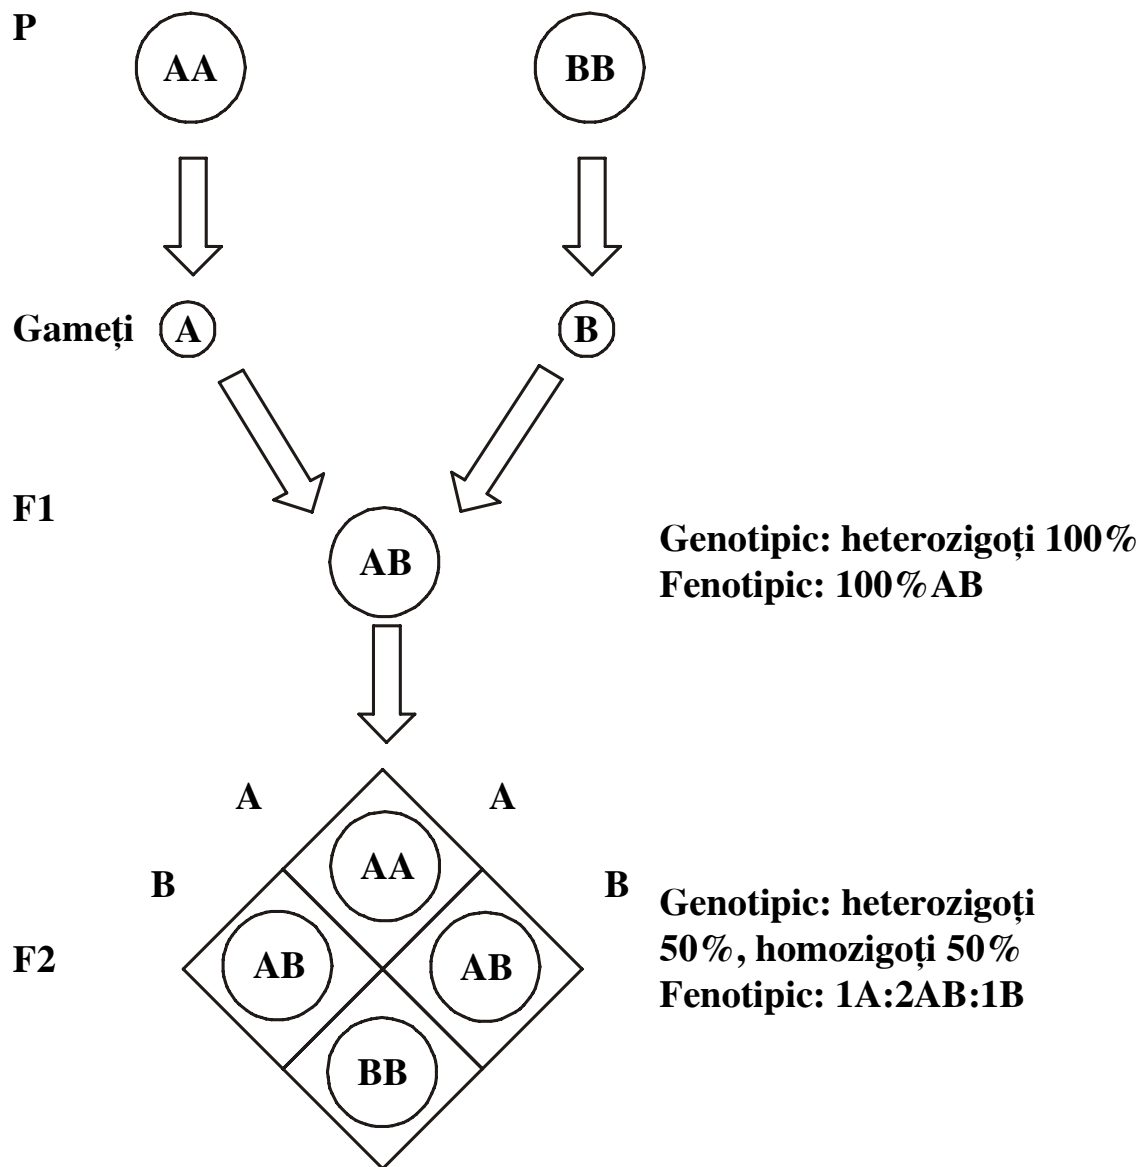 P
AA
BB
Gameți
A
B
F1
AB
Genotipic: heterozigoți 100%
Fenotipic: 100%AB
A
A
AA
B
B
Genotipic: heterozigoți
50%, homozigoți 50%
Fenotipic: 1A:2AB:1B
F2
AB
AB
BB